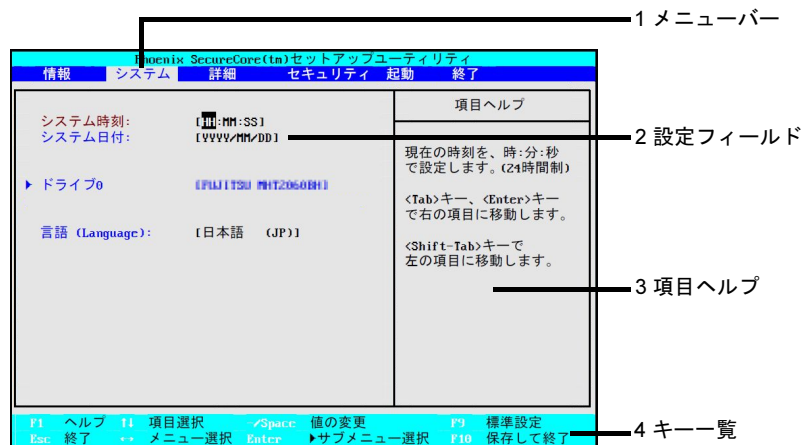 1 メニューバー
Phoenix SecureCore(tm)セットアップユーティリティ
情報 システム 詳細 セキュリティ 起動 終了
項目ヘルプ
システム時刻: [HH:MM:SS]
システム日付: [YYYY/MM/DD]
2 設定フィールド
現在の時刻を、時:分:秒
で設定します。(24時間制)
ドライブ0 [FUJITSU MHT2060BH]
<Tab>キー、<Enter>キー
で右の項目に移動します。
言語 (Language): [日本語 (JP)]
<Shift-Tab>キーで
左の項目に移動します。
3 項目ヘルプ
F1 ヘルプ ↑↓ 項目選択 -/Space 値の変更 F9 標準設定
Esc 終了 ↔ メニュー選択 Enter ▶サブメニュー選択 F10 保存して終了
4 キー一覧